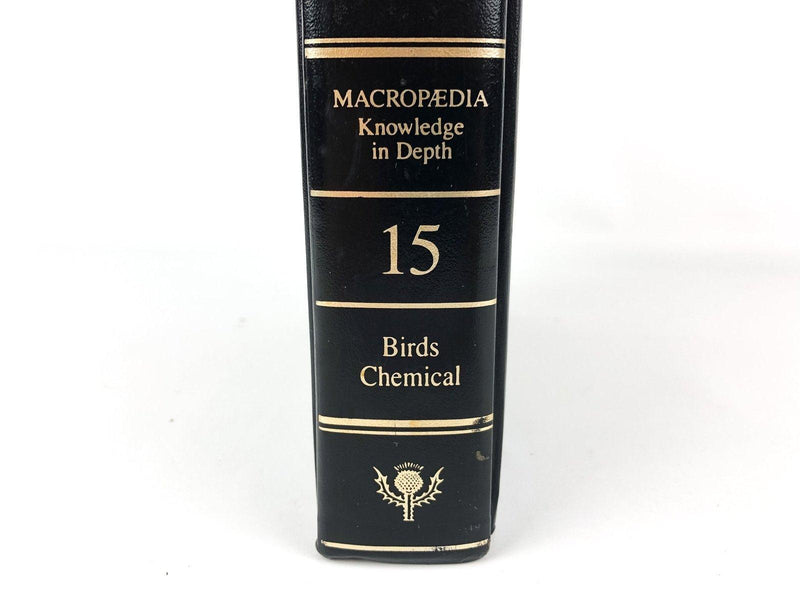 MACROPÆDIA
Knowledge
in Depth
15
Birds
Chemical